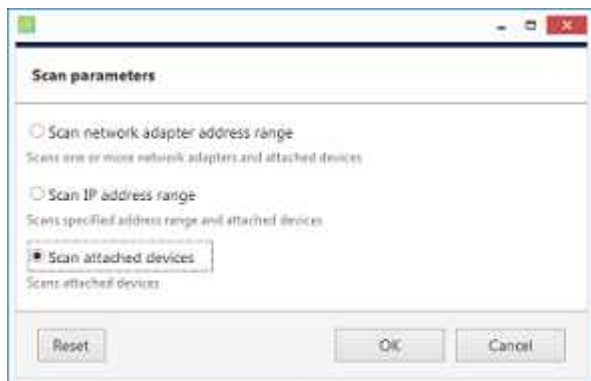 Scan parameters
Scan network adapter address range
Scans one or more network adapters and attached devices
Scan IP address range
Scans specified address range and attached devices
Scan attached devices
Scans attached devices
Reset OK Cancel